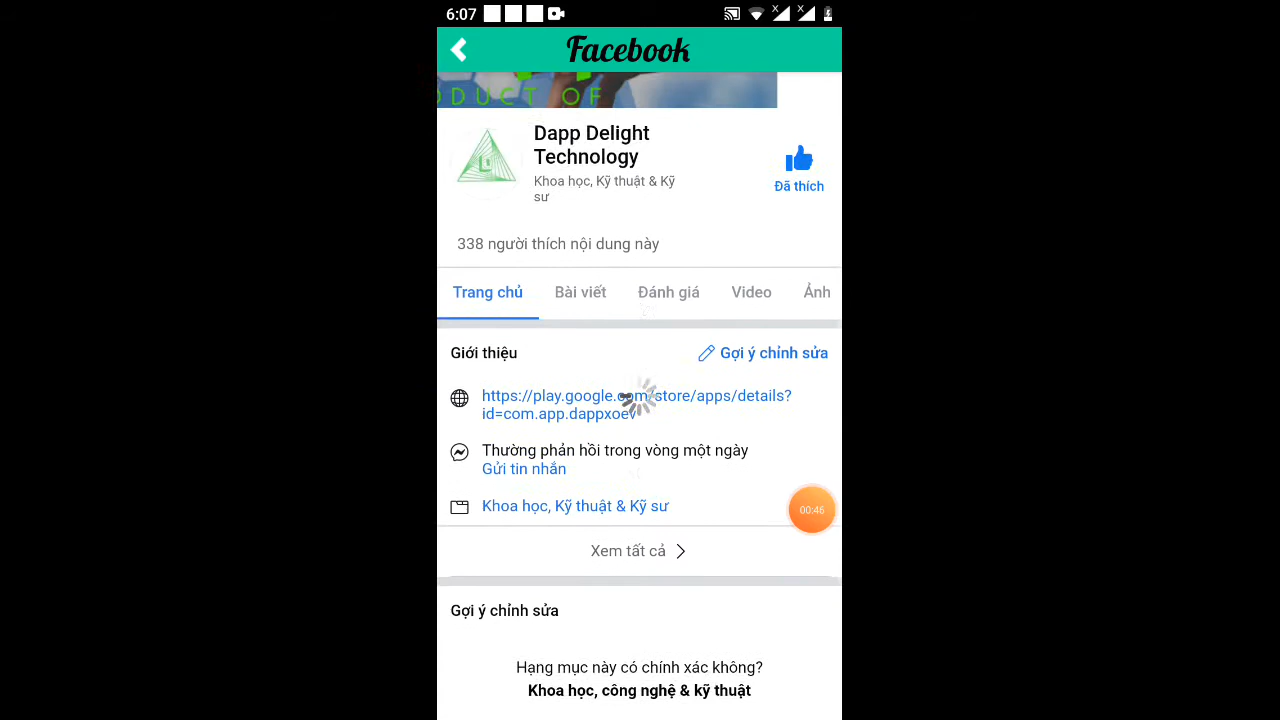 6:07
Facebook
ODUCT OF
Dapp Delight
Technology
Khoa học, Kỹ thuật & Kỹ
sư
Đã thích
338 người thích nội dung này
Trang chủ Bài viết Đánh giá Video Ảnh
Giới thiệu Gợi ý chỉnh sửa
https://play.google.com/store/apps/details?
id=com.app.dappxoev
Thường phản hồi trong vòng một ngày
Gửi tin nhắn
Khoa học, Kỹ thuật & Kỹ sư
00:46
Xem tất cả
Gợi ý chỉnh sửa
Hạng mục này có chính xác không?
Khoa học, công nghệ & kỹ thuật